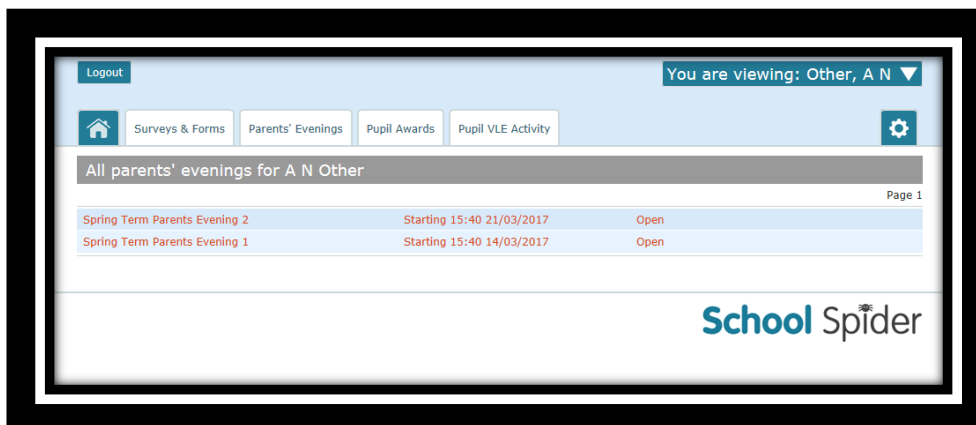 Logout You are viewing: Other, A N
Surveys & Forms Parents' Evenings Pupil Awards Pupil VLE Activity
All parents' evenings for A N Other
Page 1
Spring Term Parents Evening 2 Starting 15:40 21/03/2017 Open
Spring Term Parents Evening 1 Starting 15:40 14/03/2017 Open
School Spider